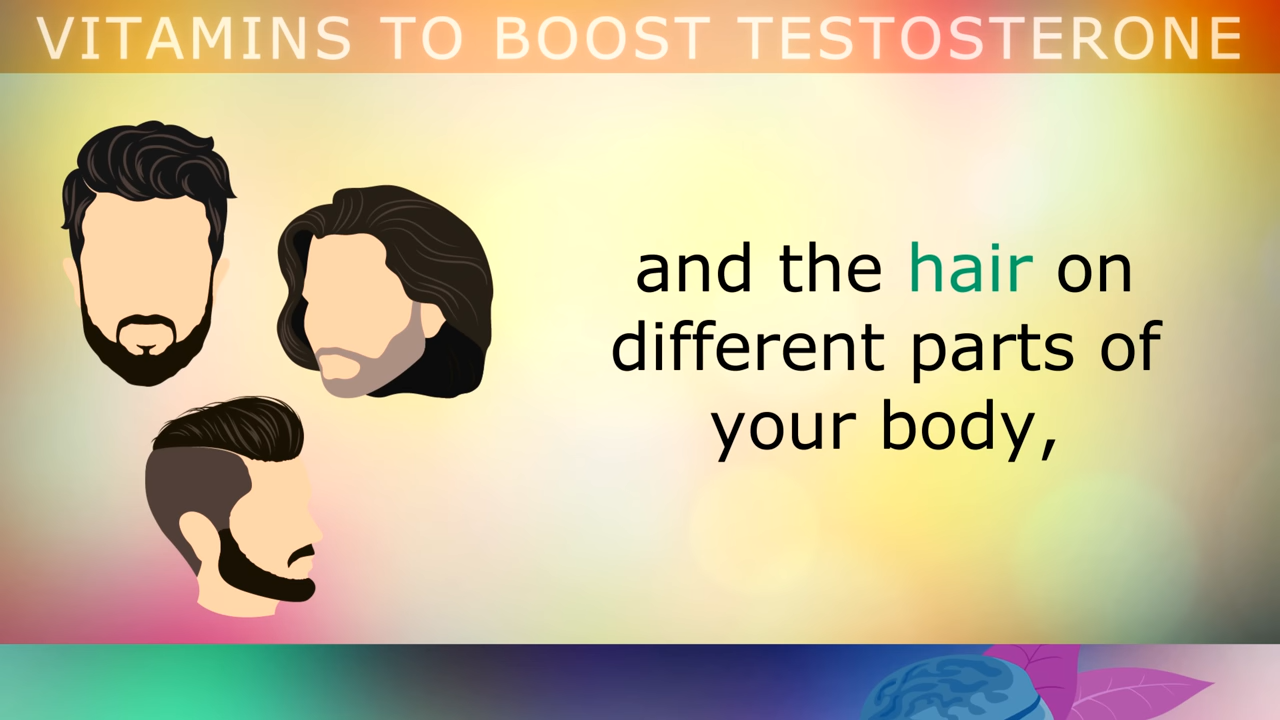 VITAMINS TO BOOST TESTOSTERONE
and the hair on
different parts of
your body,